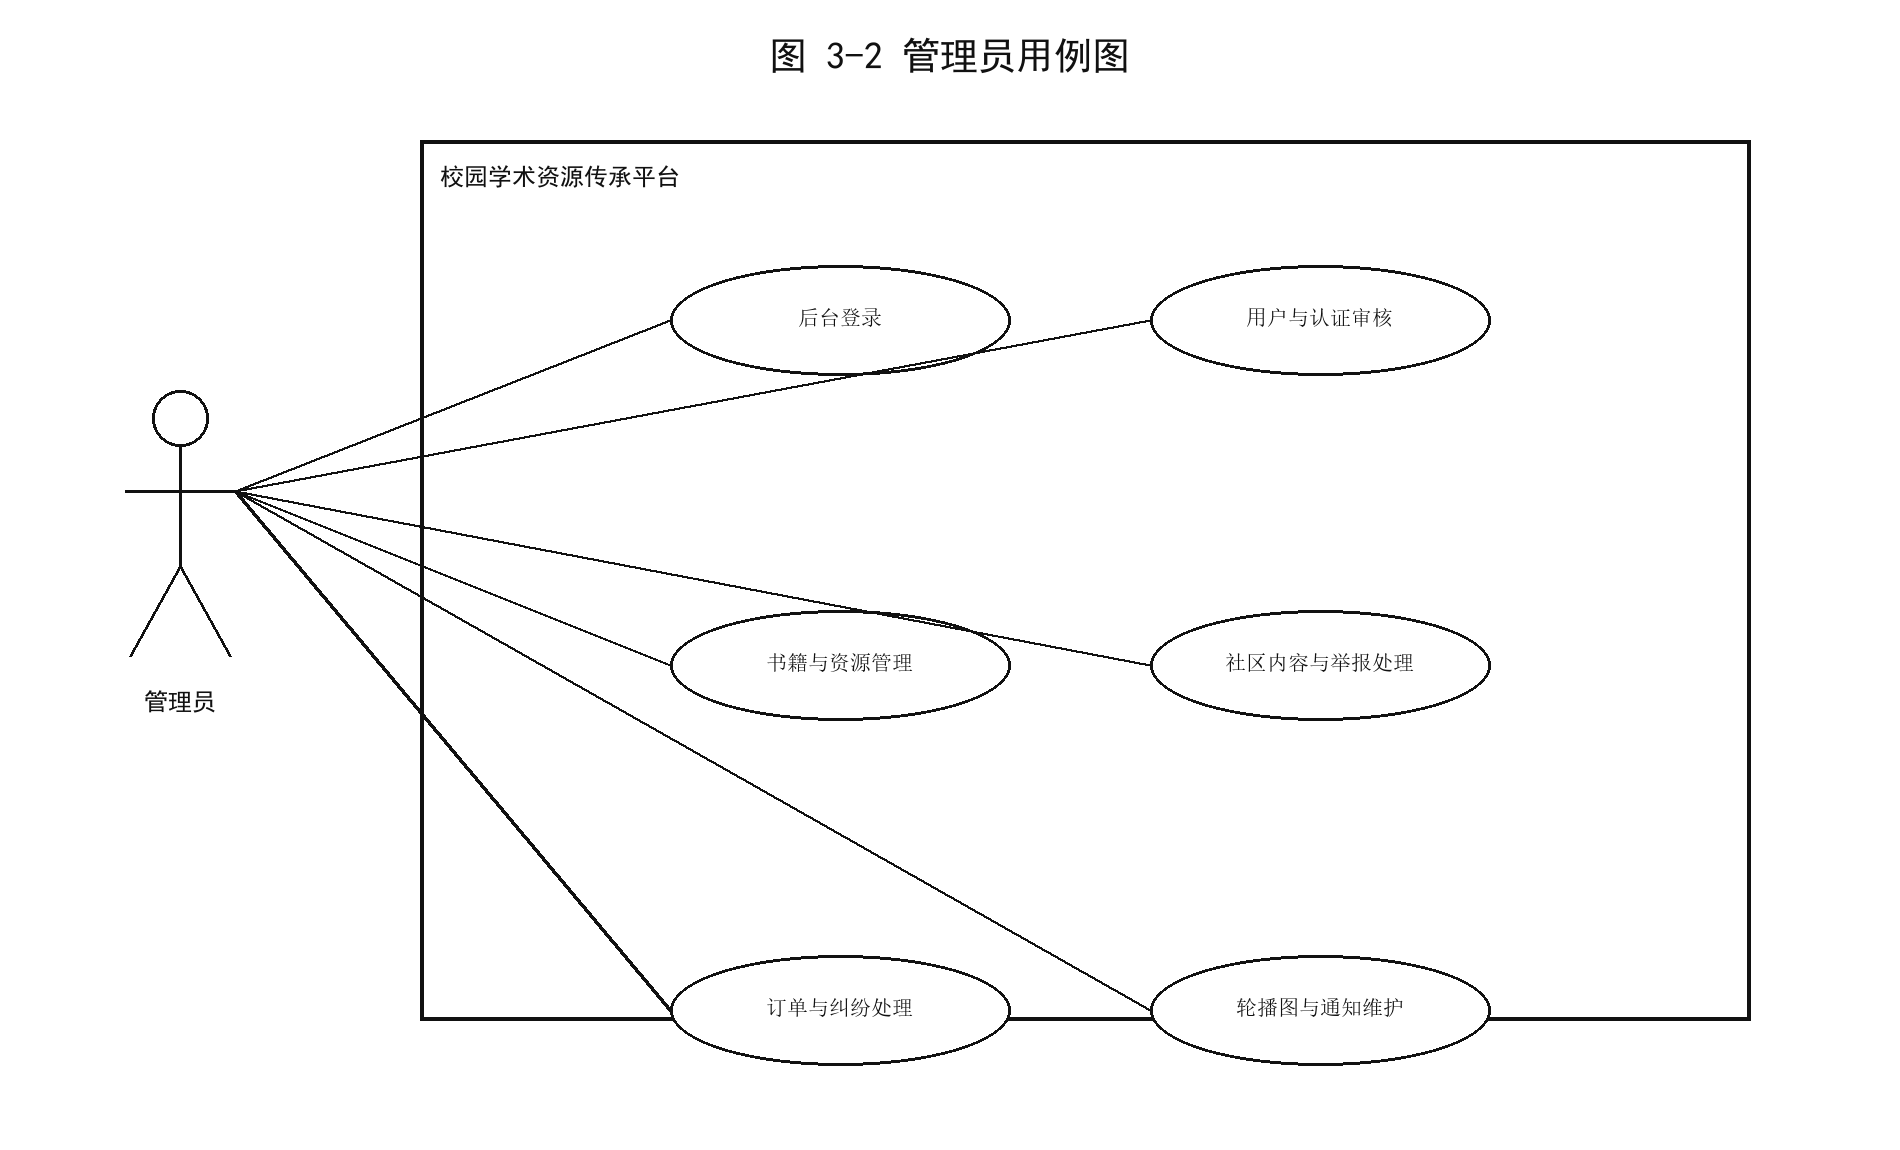 图 3-2 管理员用例图
校园学术资源传承平台
后台登录
用户与认证审核
书籍与资源管理
社区内容与举报处理
管理员
订单与纠纷处理
轮播图与通知维护